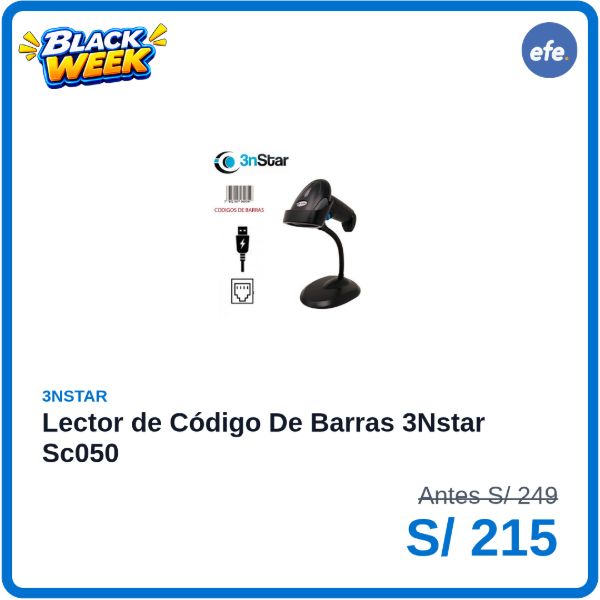 BLACK
WEEK
efe.
3nStar
CODIGOS DE BARRAS
3NSTAR
Lector de Código De Barras 3Nstar
Sc050
Antes S/ 249
S/ 215